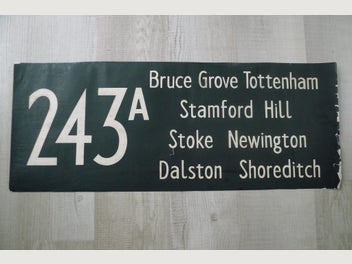 243A
Bruce Grove Tottenham
Stamford Hill
Stoke Newington
Dalston Shoreditch